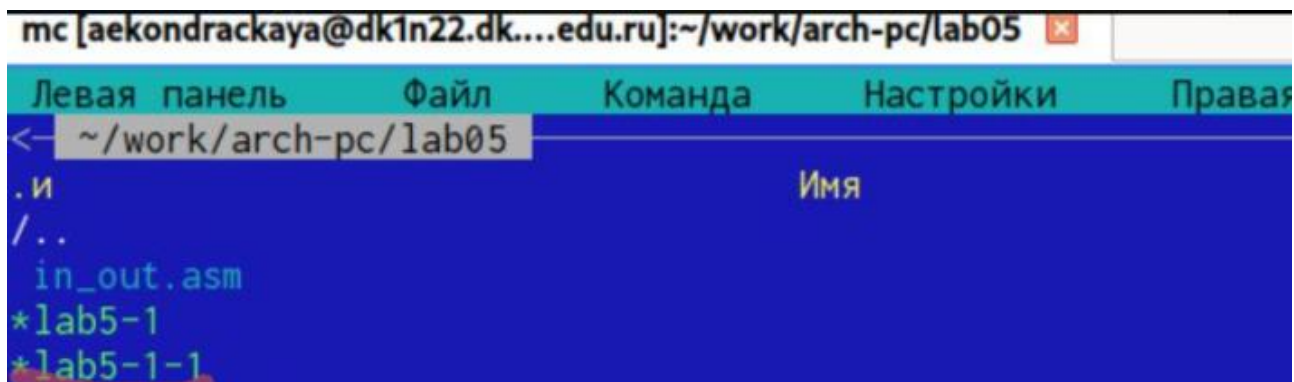 mc [aekondrackaya@dk1n22.dk....edu.ru]:~/work/arch-pc/lab05
Левая панель Файл Команда Настройки Правая
<─ ~/work/arch-pc/lab05
.и Имя
/..
in_out.asm
*lab5-1
*lab5-1-1